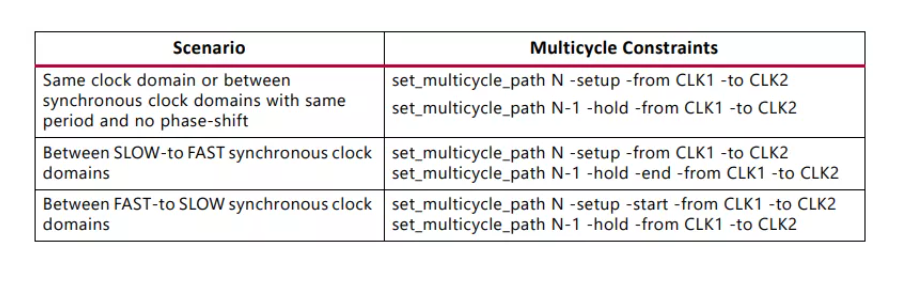 Scenario
Multicycle Constraints
Same clock domain or between
synchronous clock domains with same
period and no phase-shift
set_multicycle_path N -setup -from CLK1 -to CLK2
set_multicycle_path N-1 -hold -from CLK1 -to CLK2
Between SLOW-to FAST synchronous clock
domains
set_multicycle_path N -setup -from CLK1 -to CLK2
set_multicycle_path N-1 -hold -end -from CLK1 -to CLK2
Between FAST-to SLOW synchronous clock
domains
set_multicycle_path N -setup -start -from CLK1 -to CLK2
set_multicycle_path N-1 -hold -from CLK1 -to CLK2